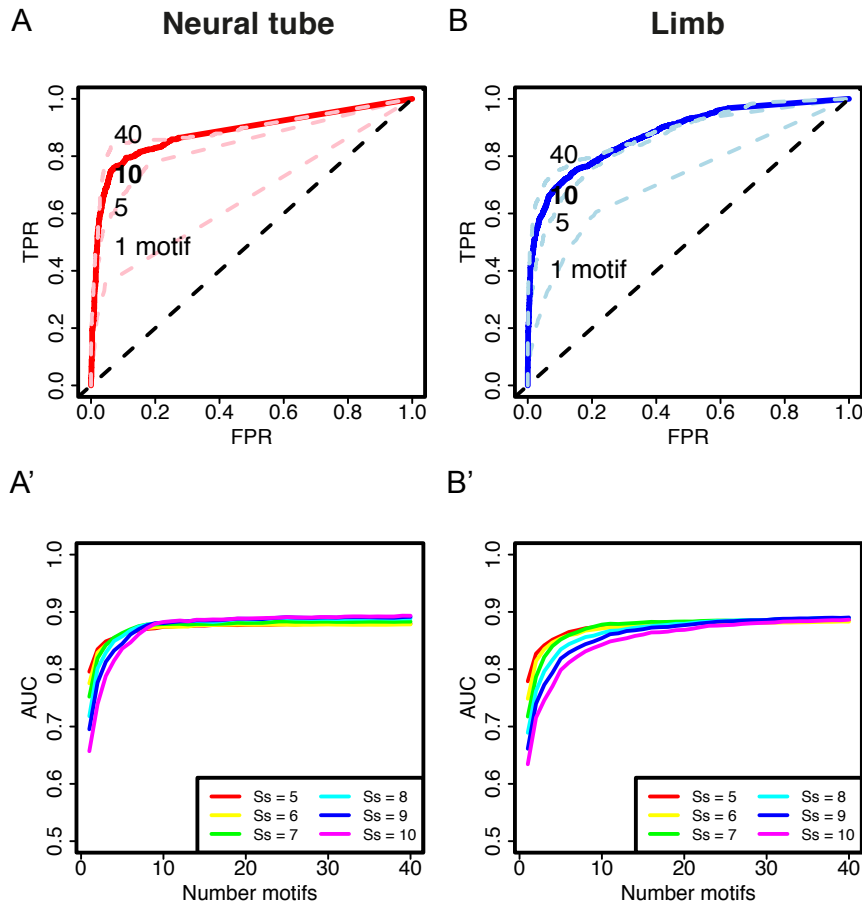 A Neural tube
B Limb
TPR
1.0
0.8
0.6
0.4
0.2
0.0
40
10
5
1 motif
0.0 0.2 0.4 0.6 0.8 1.0
FPR
TPR
1.0
0.8
0.6
0.4
0.2
0.0
40
10
5
1 motif
0.0 0.2 0.4 0.6 0.8 1.0
FPR
A'
AUC
1.0
0.9
0.8
0.7
0.6
0.5
Ss = 5 Ss = 8
Ss = 6 Ss = 9
Ss = 7 Ss = 10
0 10 20 30 40
Number motifs
B'
AUC
1.0
0.9
0.8
0.7
0.6
0.5
Ss = 5 Ss = 8
Ss = 6 Ss = 9
Ss = 7 Ss = 10
0 10 20 30 40
Number motifs